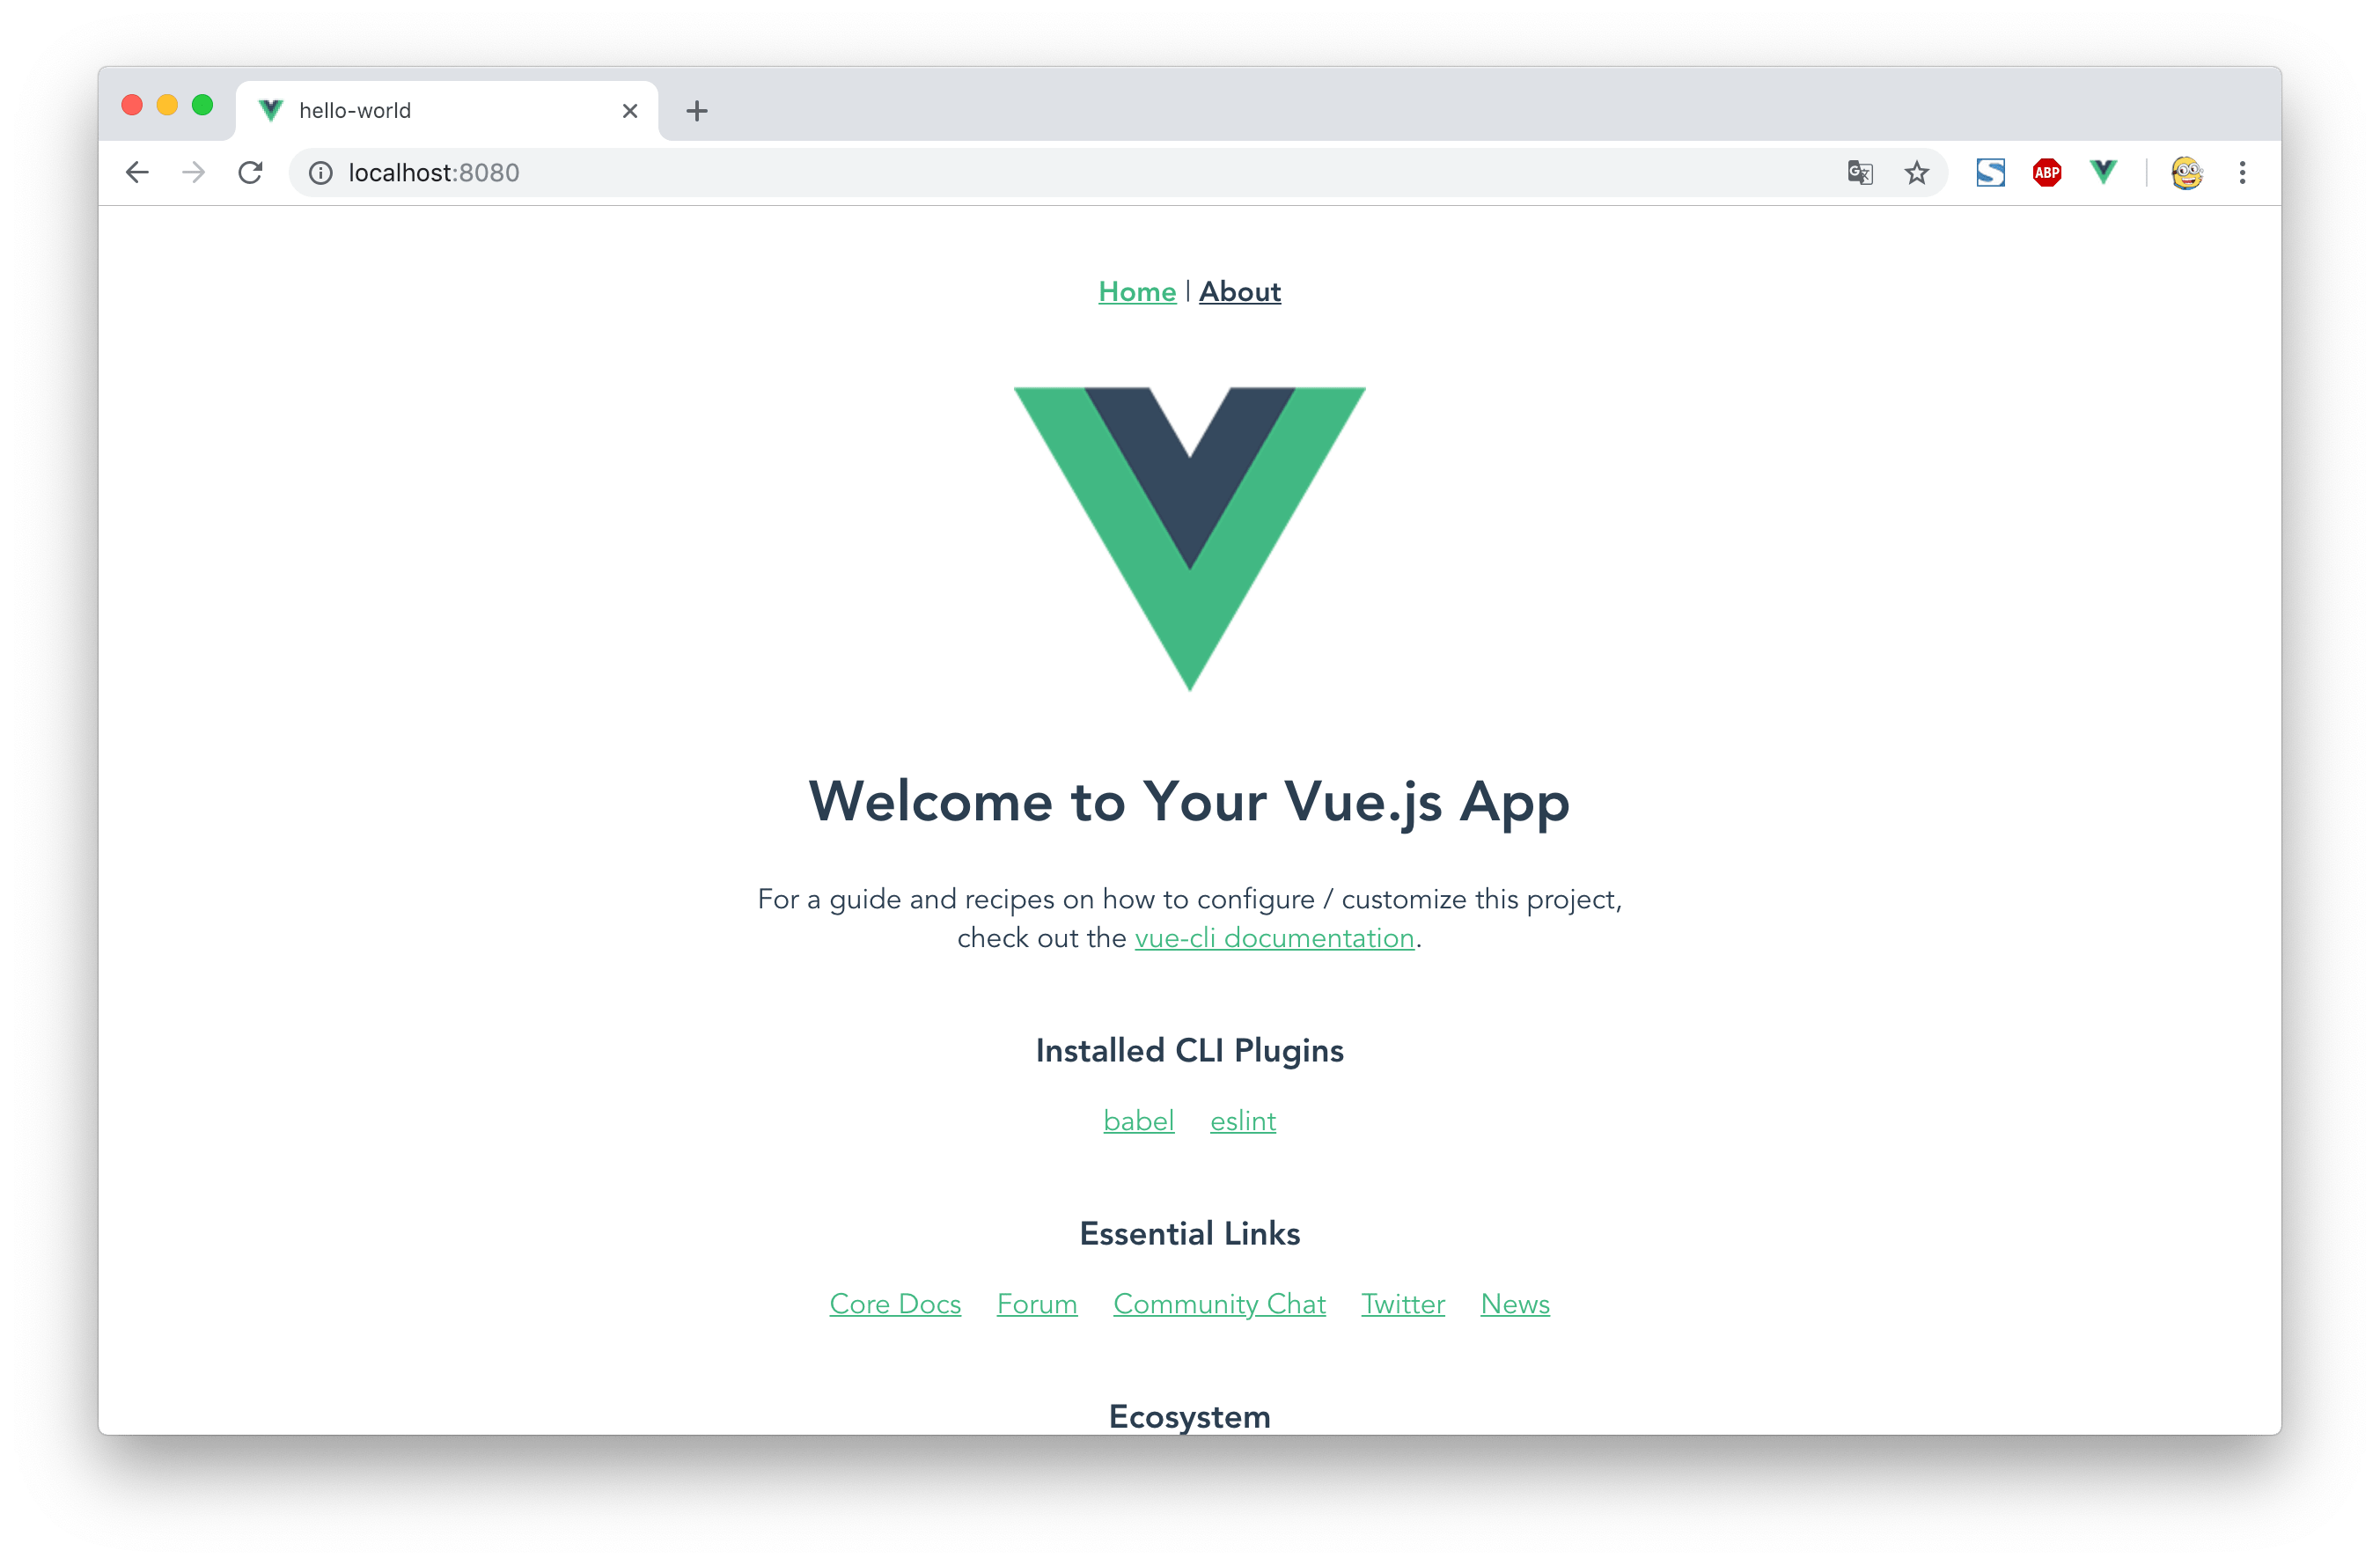 hello-world
localhost:8080
ABP
Home | About
Welcome to Your Vue.js App
For a guide and recipes on how to configure / customize this project,
check out the vue-cli documentation.
Installed CLI Plugins
babel eslint
Essential Links
Core Docs Forum Community Chat Twitter News
Ecosystem